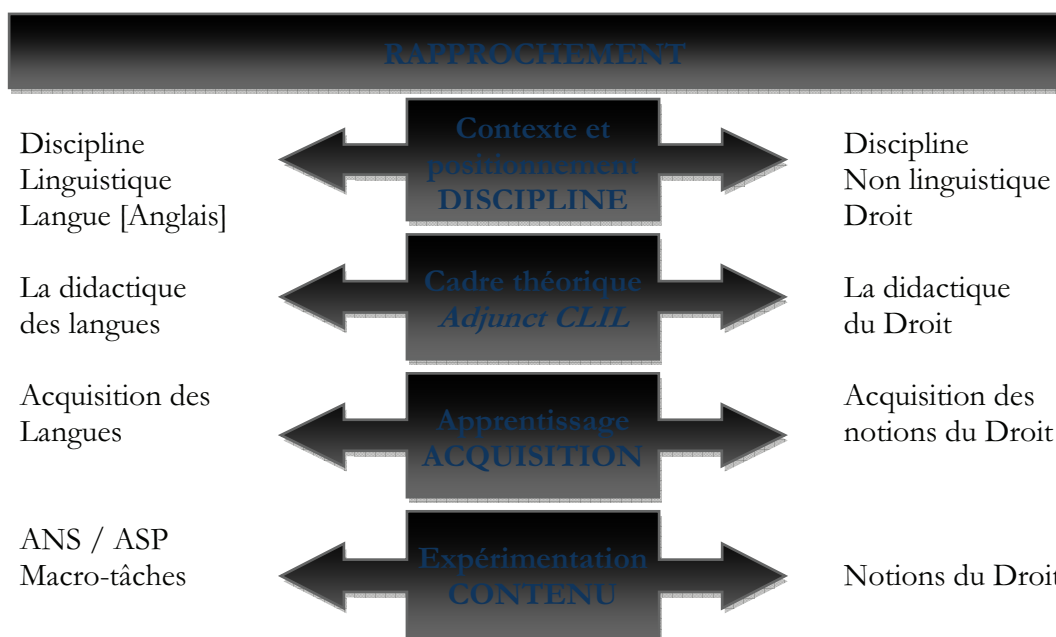 RAPPROCHEMENT
Discipline
Linguistique
Langue [Anglais]
Contexte et
positionnement
DISCIPLINE
Discipline
Non linguistique
Droit
La didactique
des langues
Cadre théorique
Adjunct CLIL
La didactique
du Droit
Acquisition des
Langues
Apprentissage
ACQUISITION
Acquisition des
notions du Droit
ANS / ASP
Macro-tâches
Expérimentation
CONTENU
Notions du Droit